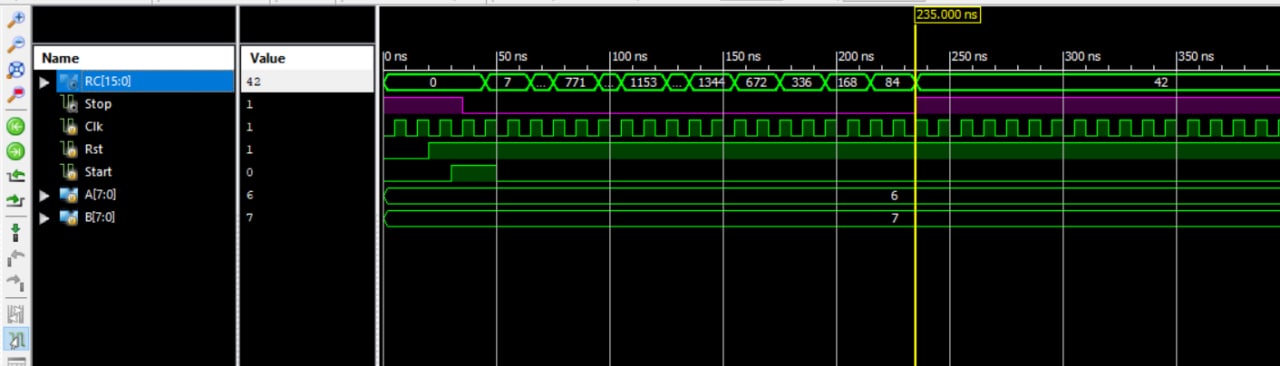 235.000 ns
Name Value
0 ns 50 ns 100 ns 150 ns 200 ns 250 ns 300 ns 350 ns
RC[15:0] 42 0 7 ... 771 ... 1153 ... 1344 672 336 168 84 42
Stop 1
Clk 1
Rst 1
Start 0
A[7:0] 6 6
B[7:0] 7 7